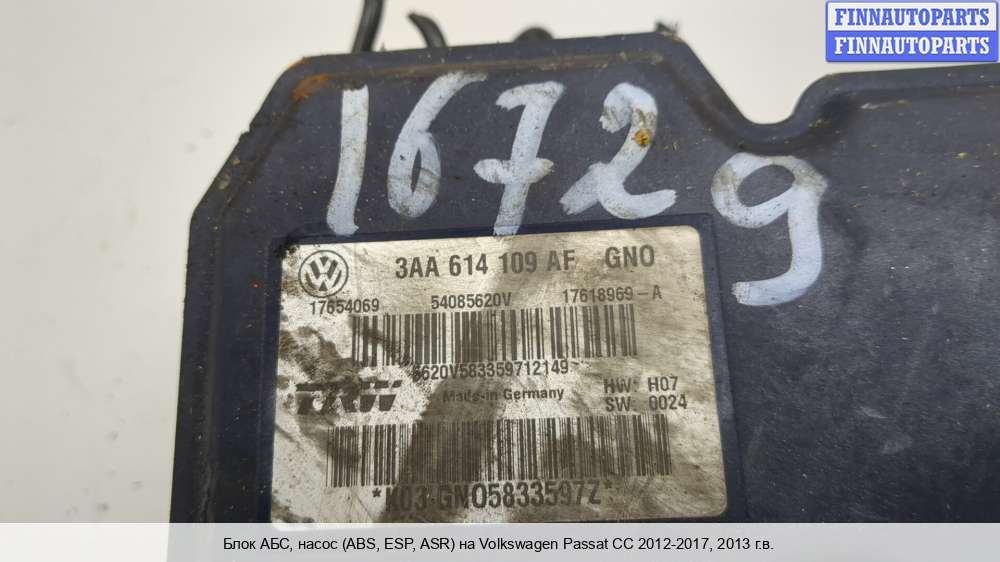 FINNAUTOPARTS
FINNAUTOPARTS
16729
3AA 614 109 AF GNO
17654069 54085620V 17618969-A
5620V583359712149
TRW Made in Germany HW: H07
SW: 0024
*K03-GNO5833597Z*
Блок АБС, насос (ABS, ESP, ASR) на Volkswagen Passat CC 2012-2017, 2013 г.в.